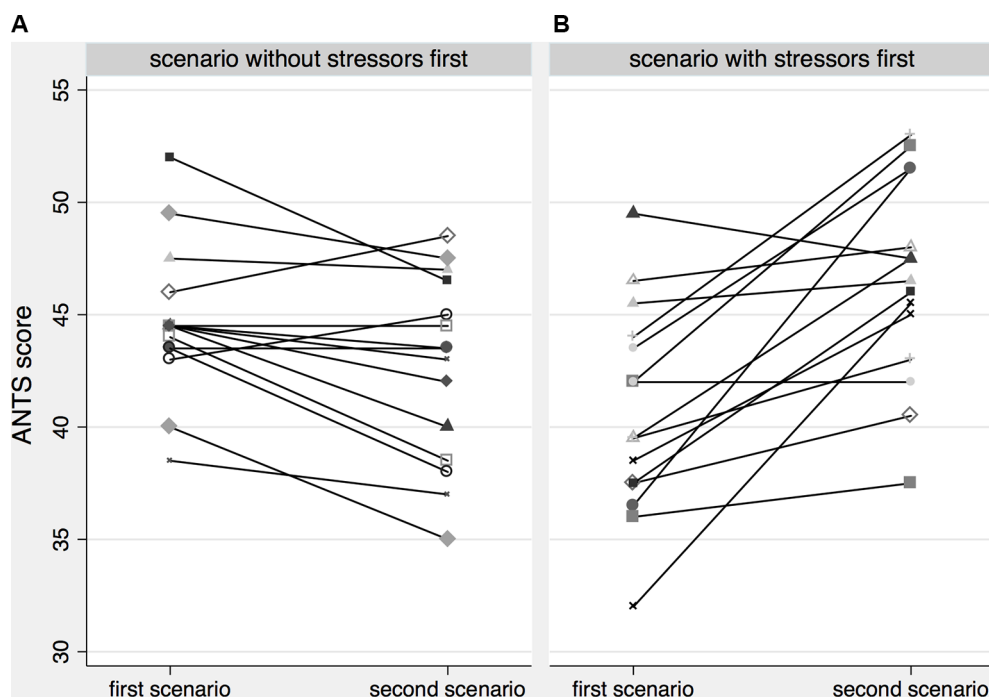 A
B
scenario without stressors first
scenario with stressors first
ANTS score
55
50
45
40
35
30
first scenario
second scenario
first scenario
second scenario